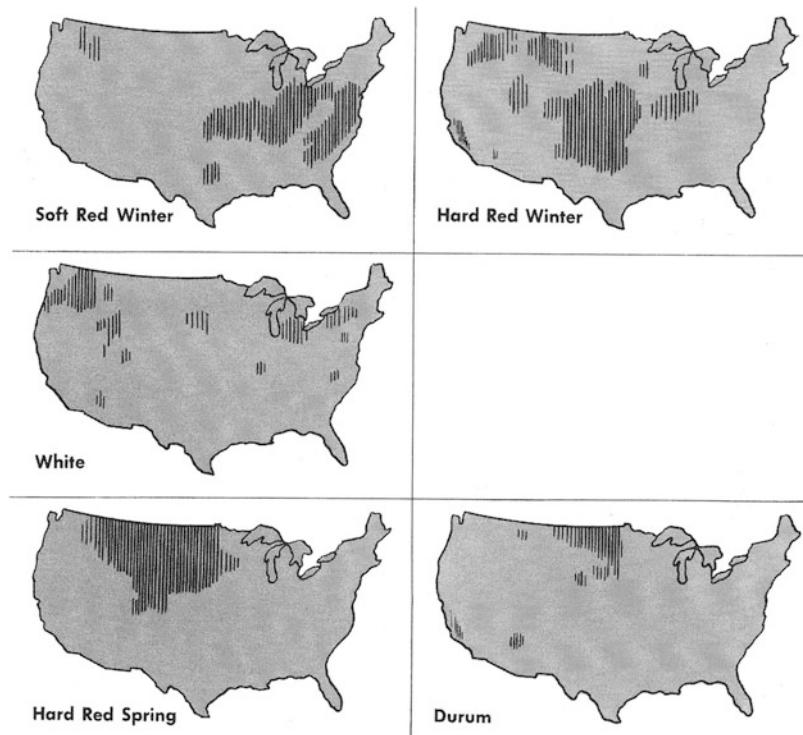 Soft Red Winter
Hard Red Winter
White
Hard Red Spring
Durum